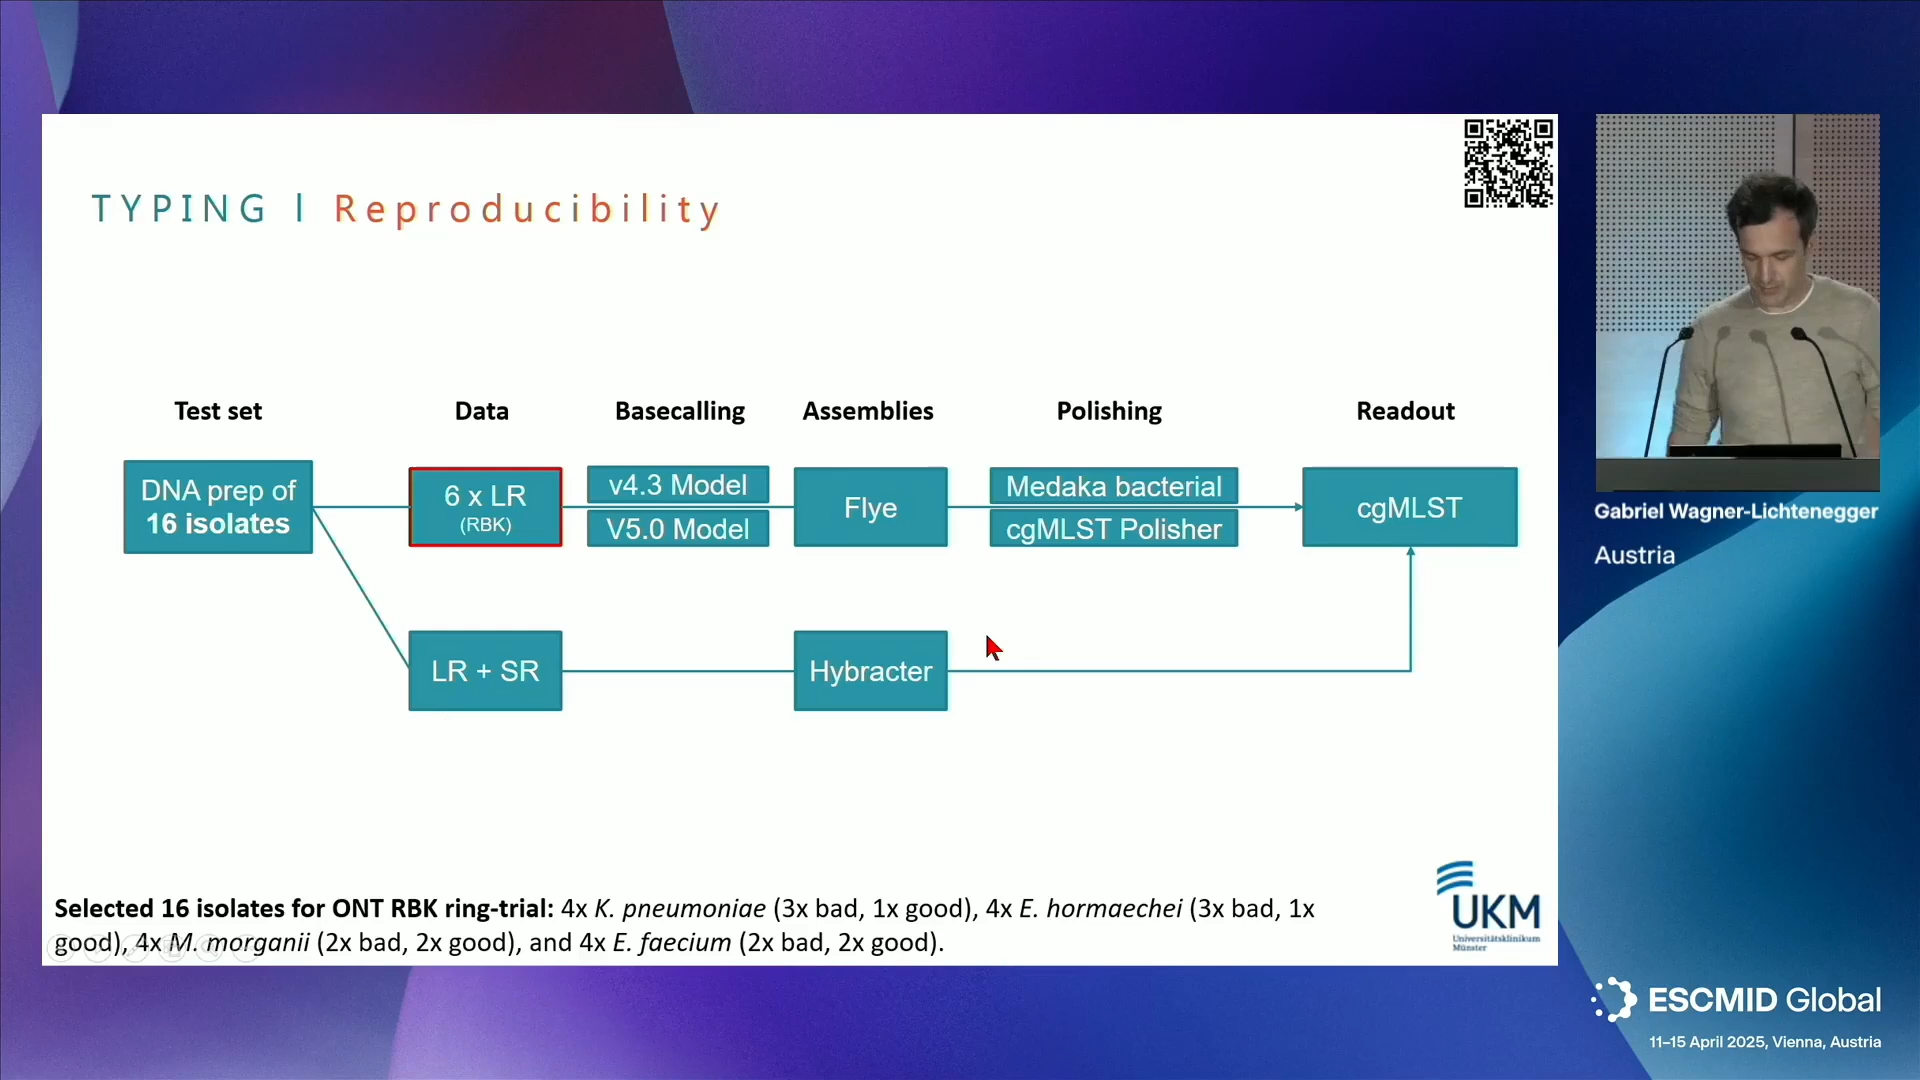 TYPING | Reproducibility
Test set
Data
Basecalling
Assemblies
Polishing
Readout
DNA prep of
16 isolates
6 x LR
(RBK)
v4.3 Model
V5.0 Model
Flye
Medaka bacterial
cgMLST Polisher
cgMLST
LR + SR
Hybracter
Selected 16 isolates for ONT RBK ring-trial: 4x K. pneumoniae (3x bad, 1x good), 4x E. hormaechei (3x bad, 1x
good), 4x M. morganii (2x bad, 2x good), and 4x E. faecium (2x bad, 2x good).
UKM
Universitätsklinikum
Münster
Gabriel Wagner-Lichtenegger
Austria
ESCMID Global
11–15 April 2025, Vienna, Austria